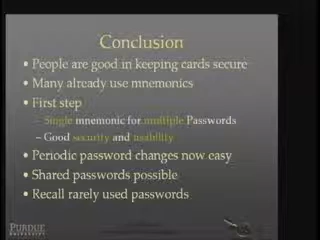 Conclusion
• People are good in keeping cards secure
• Many already use mnemonics
• First step
– Single mnemonic for multiple Passwords
– Good security and usability
• Periodic password changes now easy
• Shared passwords possible
• Recall rarely used passwords
PURDUE
UNIVERSITY